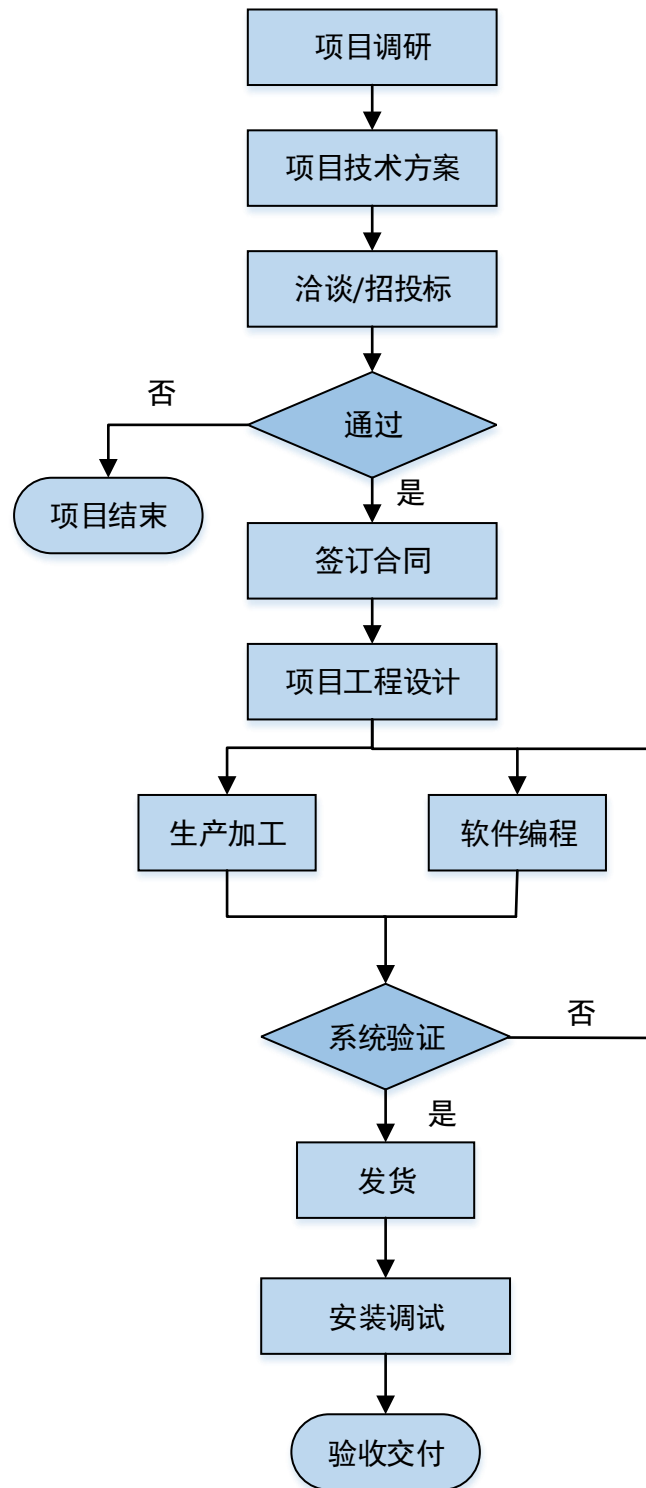 项目调研
项目技术方案
洽谈/招投标
否
通过
是
项目结束
签订合同
项目工程设计
生产加工
软件编程
系统验证
否
是
发货
安装调试
验收交付